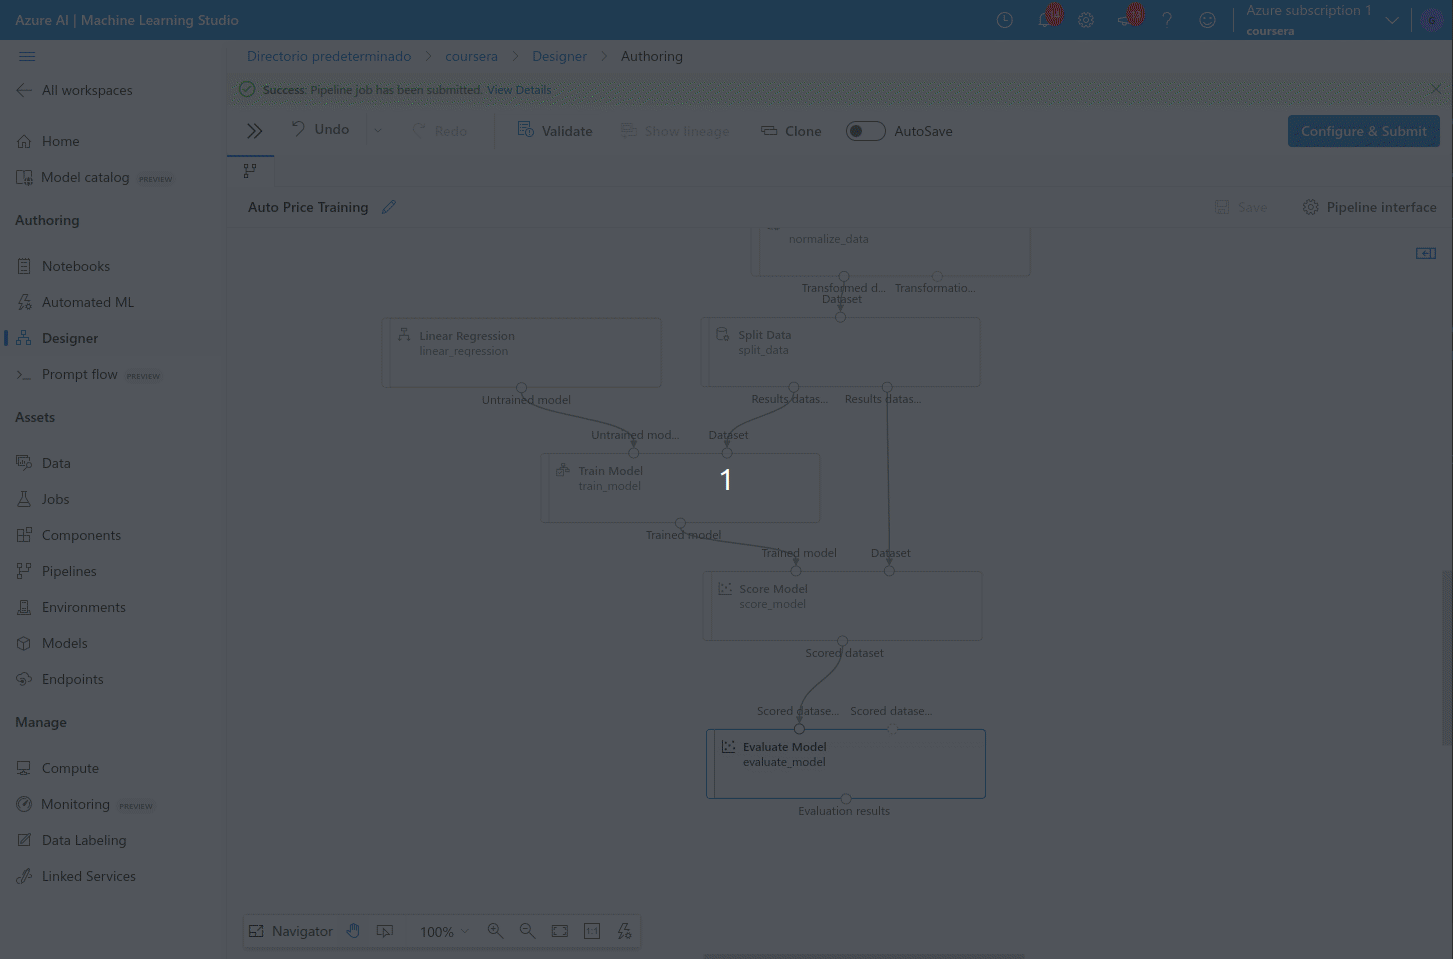 Azure AI | Machine Learning Studio
14
13
Azure subscription 1
coursera
G
All workspaces
Home
Model catalog PREVIEW
Authoring
Notebooks
Automated ML
Designer
Prompt flow PREVIEW
Assets
Data
Jobs
Components
Pipelines
Environments
Models
Endpoints
Manage
Compute
Monitoring PREVIEW
Data Labeling
Linked Services
Directorio predeterminado > coursera > Designer > Authoring
Success: Pipeline job has been submitted. View Details
Undo
Redo
Validate
Show lineage
Clone
AutoSave
Configure & Submit
Auto Price Training
Save
Pipeline interface
normalize_data
Transformed d... Transformatio...
Dataset
Linear Regression
linear_regression
Split Data
split_data
Untrained model
Results datas... Results datas...
Untrained mod... Dataset
Train Model
train_model
1
Trained model
Trained model Dataset
Score Model
score_model
Scored dataset
Scored datase... Scored datase...
Evaluate Model
evaluate_model
Evaluation results
Navigator
100%
1:1